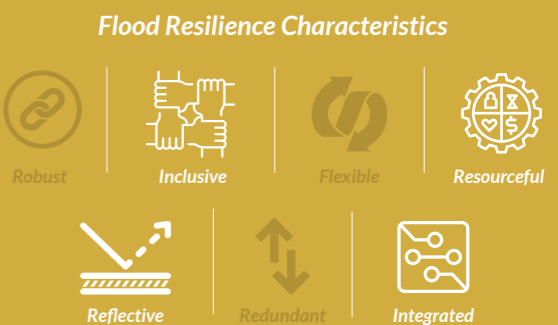 Flood Resilience Characteristics
Robust Inclusive Flexible Resourceful
Reflective Redundant Integrated